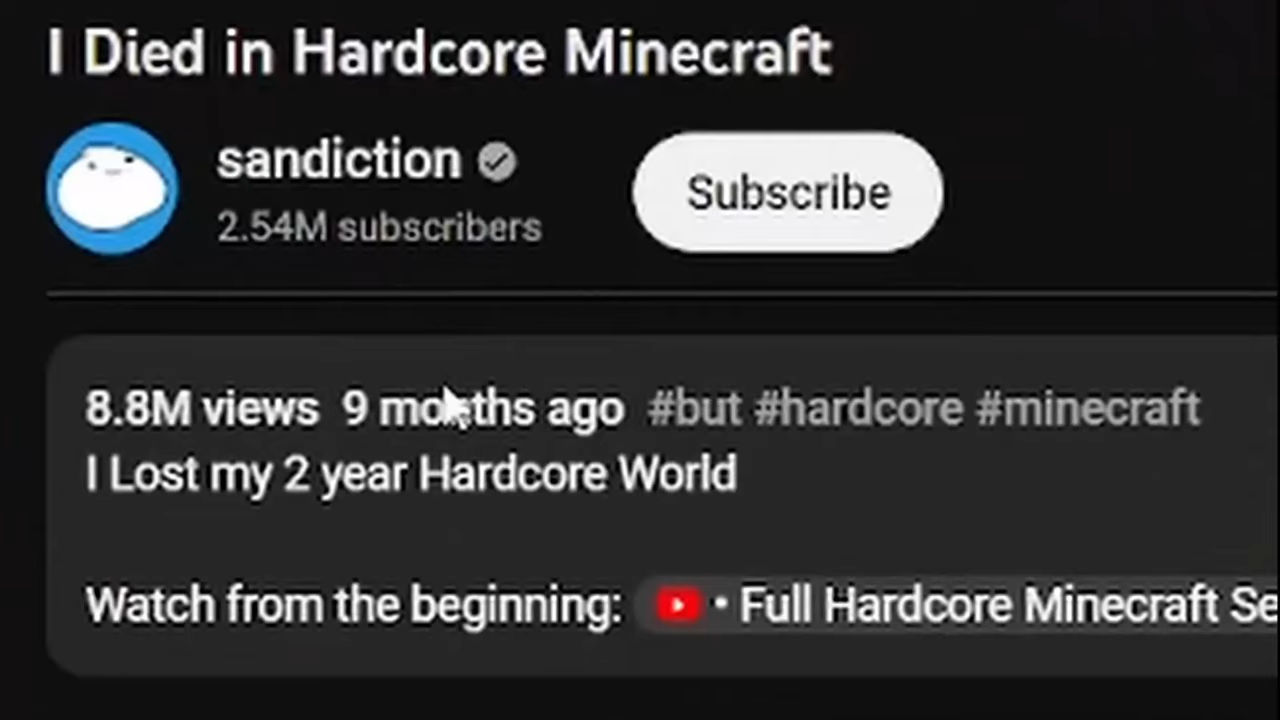 I Died in Hardcore Minecraft
sandiction
2.54M subscribers
Subscribe
8.8M views 9 months ago #but #hardcore #minecraft
I Lost my 2 year Hardcore World
Watch from the beginning: • Full Hardcore Minecraft Se